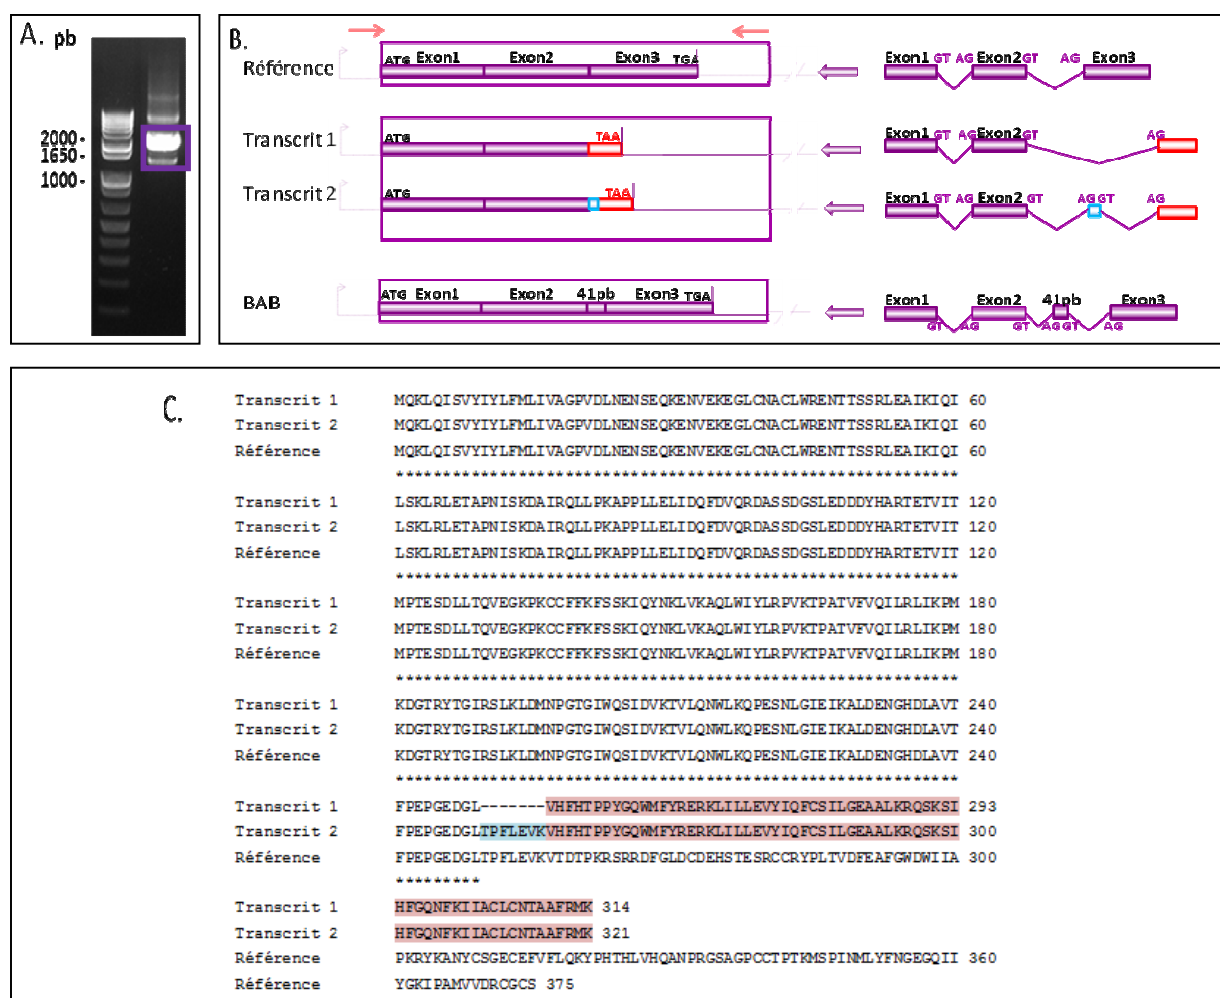 A. pb
2000-
1650-
1000-
B.
Référence
ATG Exon1 Exon2 Exon3 TGA
Exon1 GT AG Exon2 GT AG Exon3
Transcrit 1
ATG TAA
Exon1 GT AG Exon2 GT AG
Transcrit 2
ATG TAA
Exon1 GT AG Exon2 GT AG GT AG
BAB
ATG Exon1 Exon2 41pb Exon3 TGA
Exon1 Exon2 41pb Exon3
GT AG GT AG GT AG
C.
Transcrit 1 MQKLQISVYIYLFMLIVAGPVDLNENSEQKENVEKEGLCNACLWRENTTSSRLEAIKIQI 60
Transcrit 2 MQKLQISVYIYLFMLIVAGPVDLNENSEQKENVEKEGLCNACLWRENTTSSRLEAIKIQI 60
Référence MQKLQISVYIYLFMLIVAGPVDLNENSEQKENVEKEGLCNACLWRENTTSSRLEAIKIQI 60
************************************************************
Transcrit 1 LSKLRLETAPNISKDAIRQLLPKAPPLLELIDQFDVQRDASSDGSLEDDDYHARTETVIT 120
Transcrit 2 LSKLRLETAPNISKDAIRQLLPKAPPLLELIDQFDVQRDASSDGSLEDDDYHARTETVIT 120
Référence LSKLRLETAPNISKDAIRQLLPKAPPLLELIDQFDVQRDASSDGSLEDDDYHARTETVIT 120
************************************************************
Transcrit 1 MPTESDLLTQVEGKPKCCFFKFSSKIQYNKLVKAQLWIYLRPVKTPATVFVQILRLIKPM 180
Transcrit 2 MPTESDLLTQVEGKPKCCFFKFSSKIQYNKLVKAQLWIYLRPVKTPATVFVQILRLIKPM 180
Référence MPTESDLLTQVEGKPKCCFFKFSSKIQYNKLVKAQLWIYLRPVKTPATVFVQILRLIKPM 180
************************************************************
Transcrit 1 KDGTRYTGIRSLKLDMNPGTGIWQSIDVKTVLQNWLKQPESNLGIEIKALDENGHDLAVT 240
Transcrit 2 KDGTRYTGIRSLKLDMNPGTGIWQSIDVKTVLQNWLKQPESNLGIEIKALDENGHDLAVT 240
Référence KDGTRYTGIRSLKLDMNPGTGIWQSIDVKTVLQNWLKQPESNLGIEIKALDENGHDLAVT 240
************************************************************
Transcrit 1 FPEPGEDGL-------VHFHTPPYGQWMFYRERKLILLEVYIQFCSILGEAALKRQSKSI 293
Transcrit 2 FPEPGEDGLTPFLEVKVHFHTPPYGQWMFYRERKLILLEVYIQFCSILGEAALKRQSKSI 300
Référence FPEPGEDGLTPFLEVKVTDTPKRSRRDFGLDCDEHSTESRCCRYPLTVDFEAFGWDWIIA 300
*********
Transcrit 1 HFGQNFKIIACLCNTAAFRMK 314
Transcrit 2 HFGQNFKIIACLCNTAAFRMK 321
Référence PKRYKANYCSGECEFVFLQKYPHTHLVHQANPRGSAGPCCTPTKMSPINMLYFNGEGQII 360
Référence YGKIPAMVVDRCGCS 375